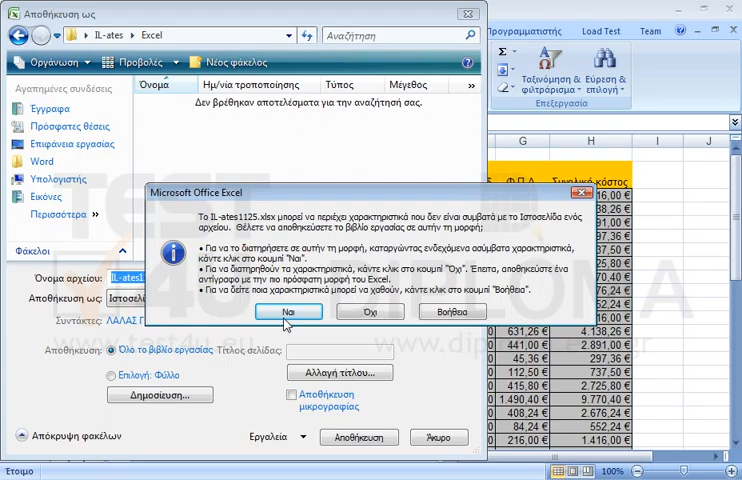 Αποθήκευση ως
IL-ates ▸ Excel
Αναζήτηση
Προγραμματιστής Load Test Team
Οργάνωση Προβολές Νέος φάκελος
Ταξινόμηση & φιλτράρισμα
Εύρεση & επιλογή
Επεξεργασία
Αγαπημένες συνδέσεις
Έγγραφα
Πρόσφατες θέσεις
Επιφάνεια εργασίας
Word
Υπολογιστής
Εικόνες
Περισσότερα »
Φάκελοι
Όνομα Ημ/νία τροποποίησης Τύπος Μέγεθος »
Δεν βρέθηκαν αποτελέσματα για την αναζήτησή σας.
G H I J
Φ.Π.Α Συνολικό κόστος
Microsoft Office Excel
Το IL-ates1125.xlsx μπορεί να περιέχει χαρακτηριστικά που δεν είναι συμβατά με το Ιστοσελίδα ενός
αρχείου. Θέλετε να αποθηκεύσετε το βιβλίο εργασίας σε αυτήν τη μορφή;
• Για να το διατηρήσετε σε αυτήν τη μορφή, καταργώντας ενδεχόμενα ασύμβατα χαρακτηριστικά,
κάντε κλικ στο κουμπί "Ναι".
• Για να διατηρηθούν τα χαρακτηριστικά, κάντε κλικ στο κουμπί "Όχι". Έπειτα, αποθηκεύστε ένα
αντίγραφο με την πιο πρόσφατη μορφή του Excel.
• Για να δείτε ποια χαρακτηριστικά μπορεί να χαθούν, κάντε κλικ στο κουμπί "Βοήθεια".
Ναι Όχι Βοήθεια
Όνομα αρχείου: IL-ates1
Αποθήκευση ως: Ιστοσελί
Συντάκτες: ΛΑΛΑΣ Γ
Αποθήκευση: Όλο το βιβλίο εργασίας Τίτλος σελίδας:
Επιλογή: Φύλλο
Αλλαγή τίτλου...
Δημοσίευση...
Αποθήκευση
μικρογραφίας
Απόκρυψη φακέλων Εργαλεία Αποθήκευση Άκυρο
631,26 € 4.138,26 €
441,00 € 2.891,00 €
45,36 € 297,36 €
112,50 € 737,50 €
415,80 € 2.725,80 €
1.490,40 € 9.770,40 €
408,24 € 2.676,24 €
84,24 € 552,24 €
216,00 € 1.416,00 €
Έτοιμο 100%
TEST4U DIPLOMA
www.test4u.eu